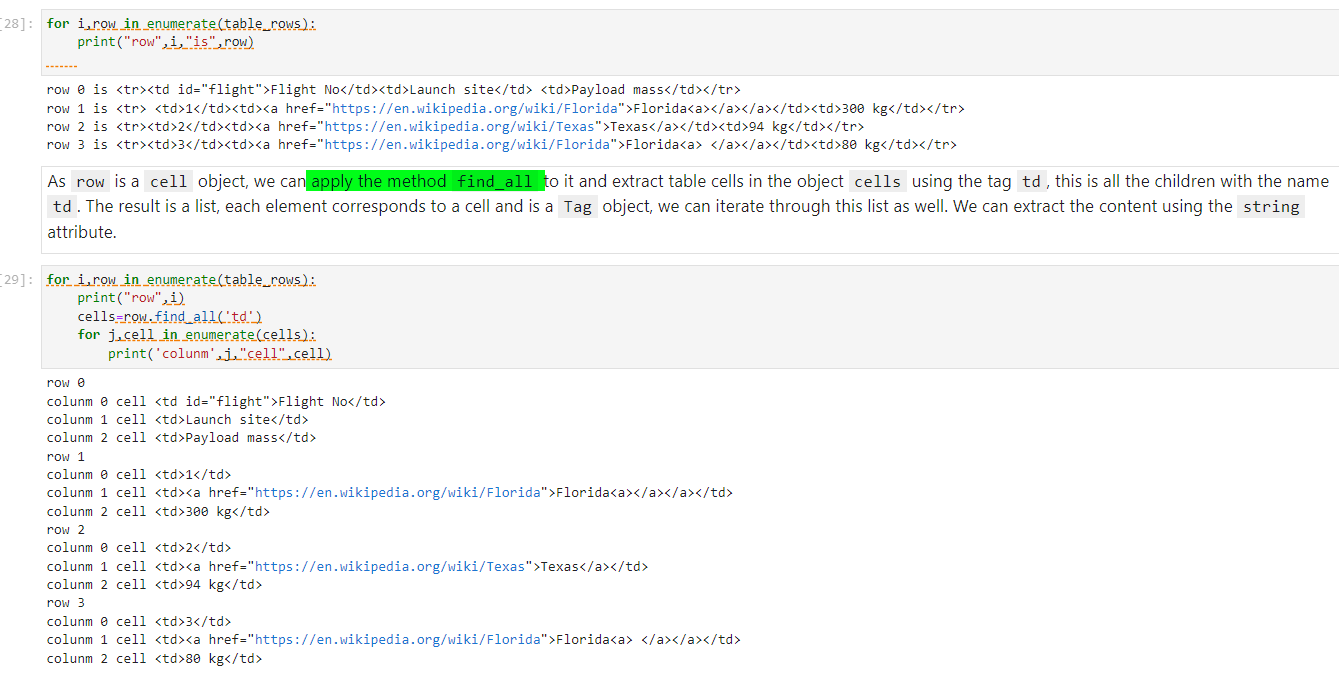 [28]:
for i,row in enumerate(table_rows):
    print("row",i,"is",row)
row 0 is <tr><td id="flight">Flight No</td><td>Launch site</td> <td>Payload mass</td></tr>
row 1 is <tr> <td>1</td><td><a href="https://en.wikipedia.org/wiki/Florida">Florida<a></a></a></td><td>300 kg</td></tr>
row 2 is <tr><td>2</td><td><a href="https://en.wikipedia.org/wiki/Texas">Texas</a></td><td>94 kg</td></tr>
row 3 is <tr><td>3</td><td><a href="https://en.wikipedia.org/wiki/Florida">Florida<a> </a></a></td><td>80 kg</td></tr>
As row is a cell object, we can apply the method find_all to it and extract table cells in the object cells using the tag td, this is all the children with the name
td. The result is a list, each element corresponds to a cell and is a Tag object, we can iterate through this list as well. We can extract the content using the string
attribute.
[29]:
for i,row in enumerate(table_rows):
    print("row",i)
    cells=row.find_all('td')
    for j,cell in enumerate(cells):
        print('colunm',j,"cell",cell)
row 0
colunm 0 cell <td id="flight">Flight No</td>
colunm 1 cell <td>Launch site</td>
colunm 2 cell <td>Payload mass</td>
row 1
colunm 0 cell <td>1</td>
colunm 1 cell <td><a href="https://en.wikipedia.org/wiki/Florida">Florida<a></a></a></td>
colunm 2 cell <td>300 kg</td>
row 2
colunm 0 cell <td>2</td>
colunm 1 cell <td><a href="https://en.wikipedia.org/wiki/Texas">Texas</a></td>
colunm 2 cell <td>94 kg</td>
row 3
colunm 0 cell <td>3</td>
colunm 1 cell <td><a href="https://en.wikipedia.org/wiki/Florida">Florida<a> </a></a></td>
colunm 2 cell <td>80 kg</td>